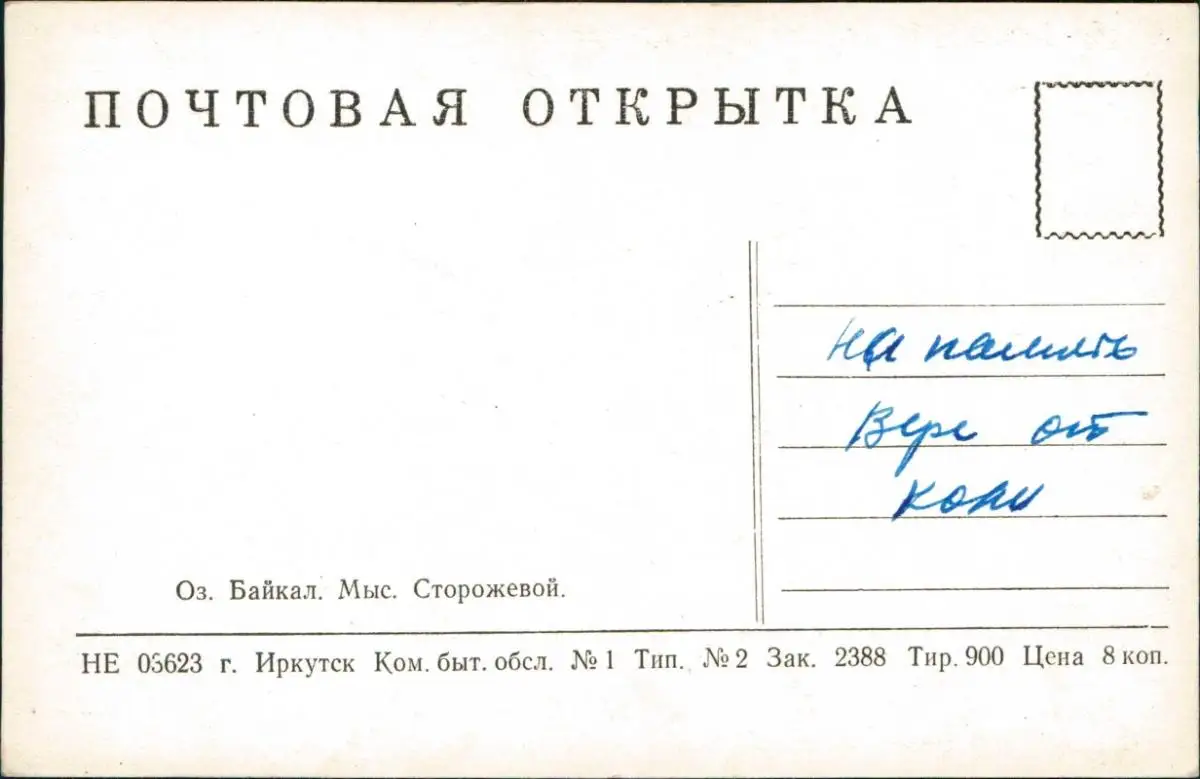 ПОЧТОВАЯ ОТКРЫТКА
На память
Вере от
Коли
Оз. Байкал. Мыс. Сторожевой.
НЕ 03623 г. Иркутск Ком. быт. обсл. № 1 Тип. № 2 Зак. 2388 Тир. 900 Цена 8 коп.